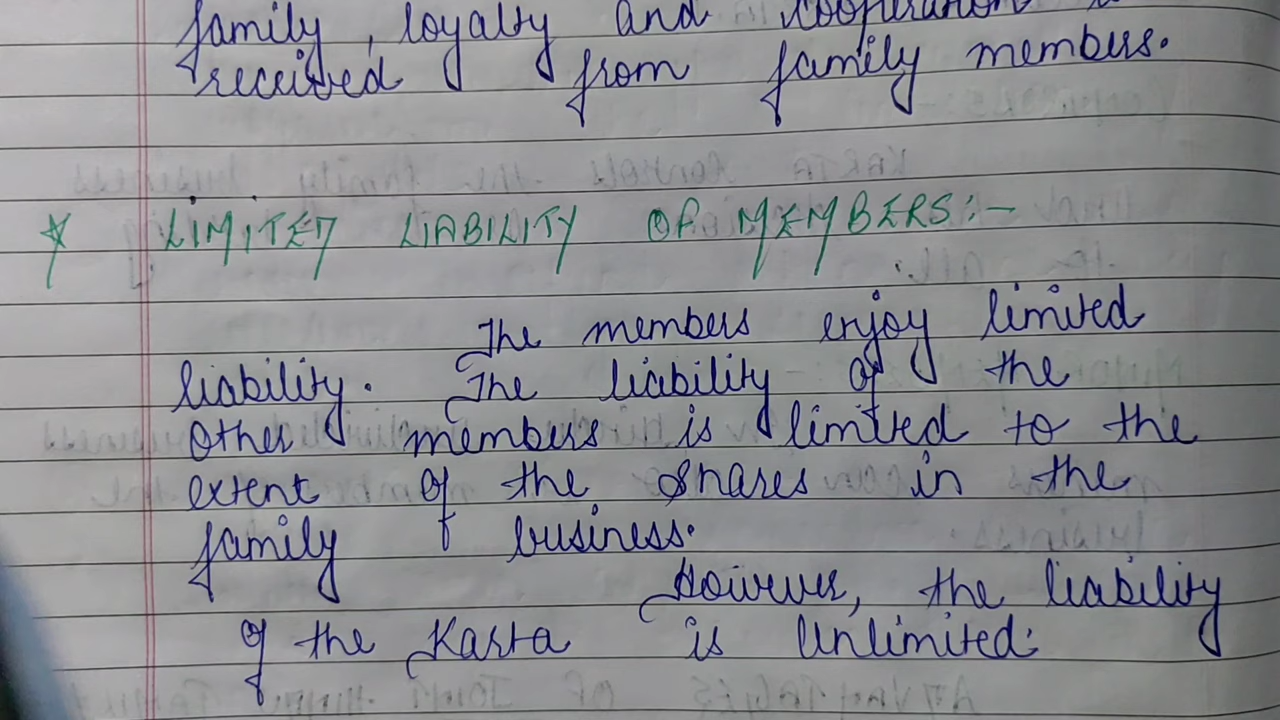 family, loyalty and cooperation
received from family members.
☆ LIMITED LIABILITY OF MEMBERS:-
The members enjoy limited
liability. The liability of the
other members is limited to the
extent of the shares in the
family business.
However, the liability
of the Karta is Unlimited.